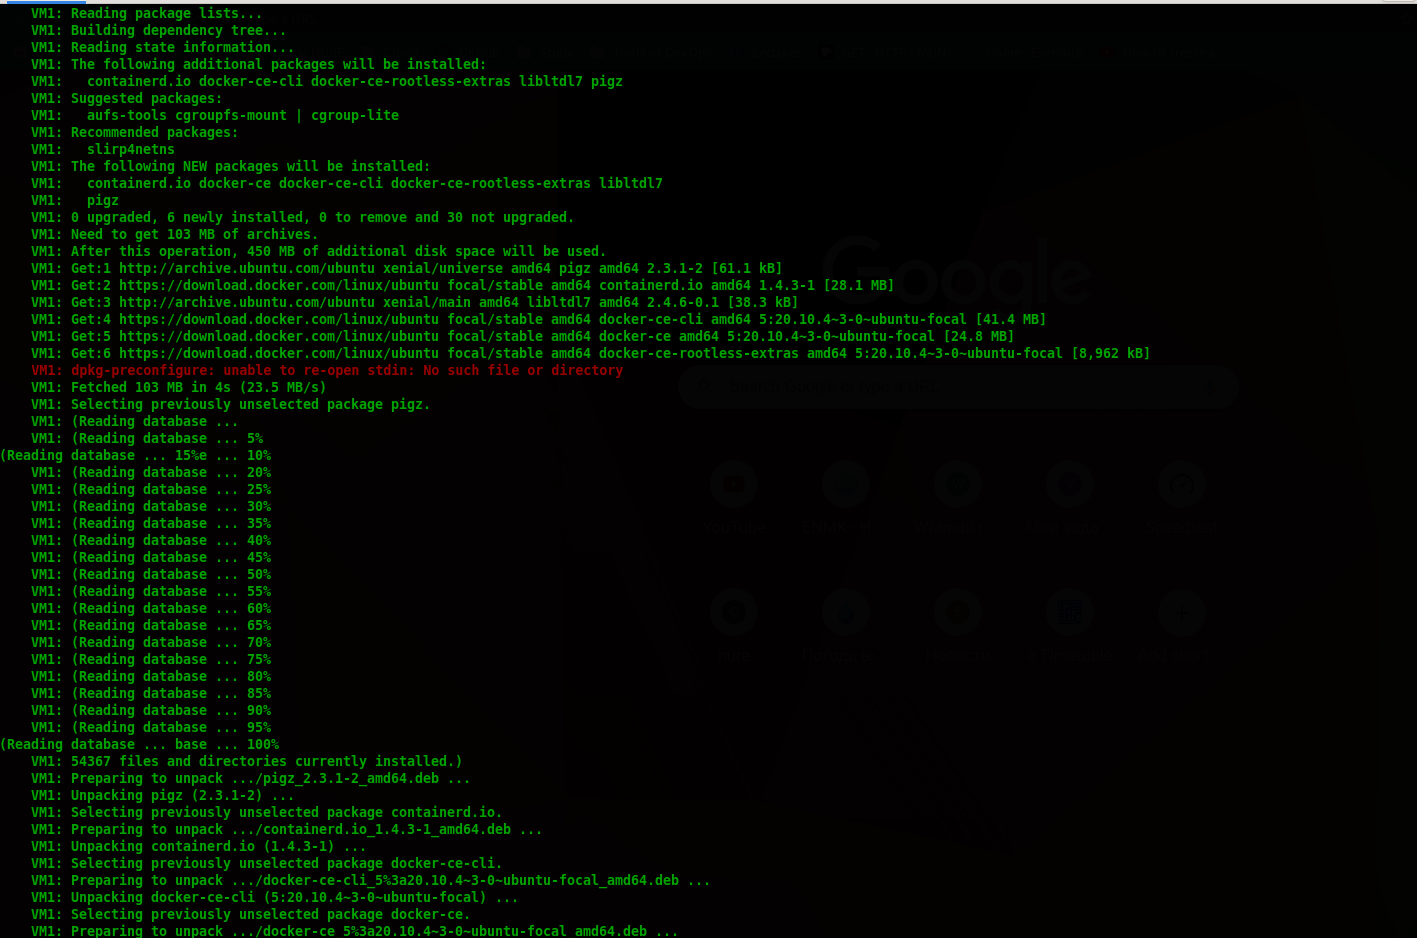 VM1: Reading package lists...
VM1: Building dependency tree...
VM1: Reading state information...
VM1: The following additional packages will be installed:
VM1:   containerd.io docker-ce-cli docker-ce-rootless-extras libltdl7 pigz
VM1: Suggested packages:
VM1:   aufs-tools cgroupfs-mount | cgroup-lite
VM1: Recommended packages:
VM1:   slirp4netns
VM1: The following NEW packages will be installed:
VM1:   containerd.io docker-ce docker-ce-cli docker-ce-rootless-extras libltdl7
VM1:   pigz
VM1: 0 upgraded, 6 newly installed, 0 to remove and 30 not upgraded.
VM1: Need to get 103 MB of archives.
VM1: After this operation, 450 MB of additional disk space will be used.
VM1: Get:1 http://archive.ubuntu.com/ubuntu xenial/universe amd64 pigz amd64 2.3.1-2 [61.1 kB]
VM1: Get:2 https://download.docker.com/linux/ubuntu focal/stable amd64 containerd.io amd64 1.4.3-1 [28.1 MB]
VM1: Get:3 http://archive.ubuntu.com/ubuntu xenial/main amd64 libltdl7 amd64 2.4.6-0.1 [38.3 kB]
VM1: Get:4 https://download.docker.com/linux/ubuntu focal/stable amd64 docker-ce-cli amd64 5:20.10.4~3-0~ubuntu-focal [41.4 MB]
VM1: Get:5 https://download.docker.com/linux/ubuntu focal/stable amd64 docker-ce amd64 5:20.10.4~3-0~ubuntu-focal [24.8 MB]
VM1: Get:6 https://download.docker.com/linux/ubuntu focal/stable amd64 docker-ce-rootless-extras amd64 5:20.10.4~3-0~ubuntu-focal [8,962 kB]
VM1: dpkg-preconfigure: unable to re-open stdin: No such file or directory
VM1: Fetched 103 MB in 4s (23.5 MB/s)
VM1: Selecting previously unselected package pigz.
VM1: (Reading database ...
VM1: (Reading database ... 5%
(Reading database ... 15%e ... 10%
VM1: (Reading database ... 20%
VM1: (Reading database ... 25%
VM1: (Reading database ... 30%
VM1: (Reading database ... 35%
VM1: (Reading database ... 40%
VM1: (Reading database ... 45%
VM1: (Reading database ... 50%
VM1: (Reading database ... 55%
VM1: (Reading database ... 60%
VM1: (Reading database ... 65%
VM1: (Reading database ... 70%
VM1: (Reading database ... 75%
VM1: (Reading database ... 80%
VM1: (Reading database ... 85%
VM1: (Reading database ... 90%
VM1: (Reading database ... 95%
(Reading database ... base ... 100%
VM1: 54367 files and directories currently installed.)
VM1: Preparing to unpack .../pigz_2.3.1-2_amd64.deb ...
VM1: Unpacking pigz (2.3.1-2) ...
VM1: Selecting previously unselected package containerd.io.
VM1: Preparing to unpack .../containerd.io_1.4.3-1_amd64.deb ...
VM1: Unpacking containerd.io (1.4.3-1) ...
VM1: Selecting previously unselected package docker-ce-cli.
VM1: Preparing to unpack .../docker-ce-cli_5%3a20.10.4~3-0~ubuntu-focal_amd64.deb ...
VM1: Unpacking docker-ce-cli (5:20.10.4~3-0~ubuntu-focal) ...
VM1: Selecting previously unselected package docker-ce.
VM1: Preparing to unpack .../docker-ce_5%3a20.10.4~3-0~ubuntu-focal_amd64.deb ...
Google
YouTube